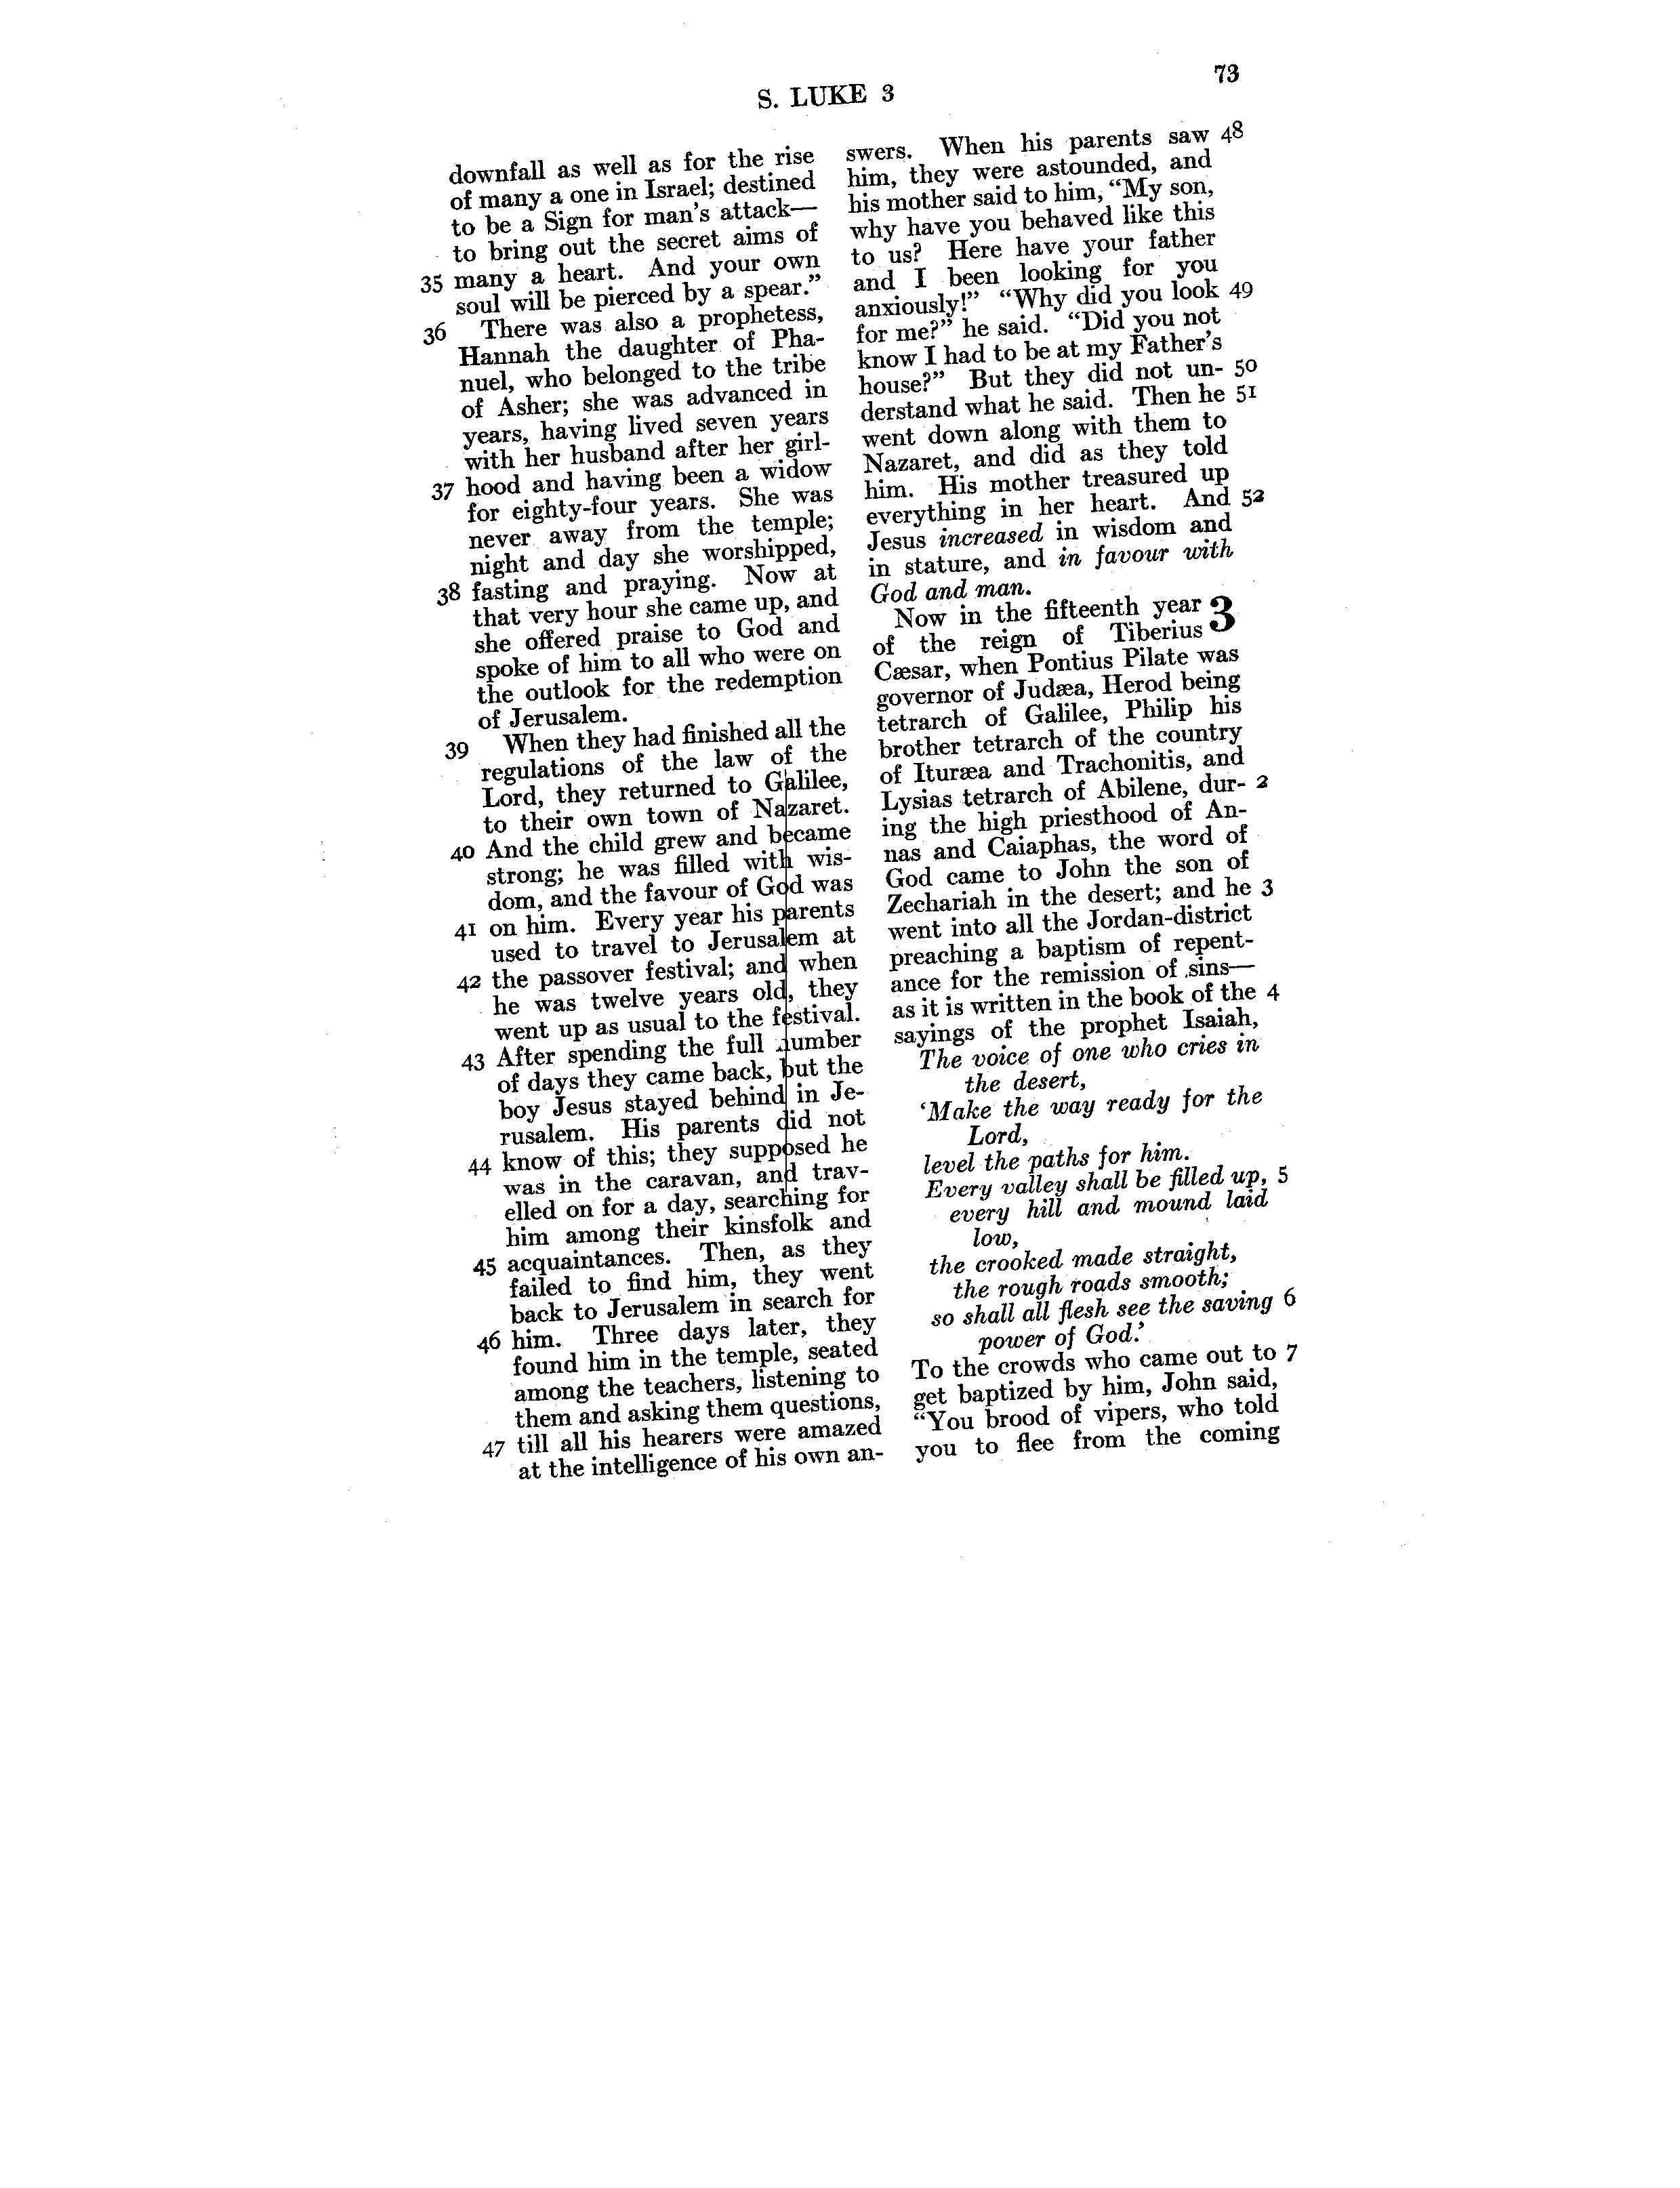 S. LUKE 3
73
downfall as well as for the rise
of many a one in Israel; destined
to be a Sign for man's attack—
to bring out the secret aims of
35 many a heart. And your own
soul will be pierced by a spear.”
36 There was also a prophetess,
Hannah the daughter of Pha-
nuel, who belonged to the tribe
of Asher; she was advanced in
years, having lived seven years
with her husband after her girl-
37 hood and having been a widow
for eighty-four years. She was
never away from the temple;
night and day she worshipped,
38 fasting and praying. Now at
that very hour she came up, and
she offered praise to God and
spoke of him to all who were on
the outlook for the redemption
of Jerusalem.
39 When they had finished all the
regulations of the law of the
Lord, they returned to Galilee,
to their own town of Nazaret.
40 And the child grew and became
strong; he was filled with wis-
dom, and the favour of God was
41 on him. Every year his parents
used to travel to Jerusalem at
42 the passover festival; and when
he was twelve years old, they
went up as usual to the festival.
43 After spending the full number
of days they came back, but the
boy Jesus stayed behind in Je-
rusalem. His parents did not
44 know of this; they supposed he
was in the caravan, and trav-
elled on for a day, searching for
him among their kinsfolk and
45 acquaintances. Then, as they
failed to find him, they went
back to Jerusalem in search for
46 him. Three days later, they
found him in the temple, seated
among the teachers, listening to
them and asking them questions,
47 till all his hearers were amazed
at the intelligence of his own an-
swers. When his parents saw 48
him, they were astounded, and
his mother said to him, “My son,
why have you behaved like this
to us? Here have your father
and I been looking for you
anxiously!” “Why did you look 49
for me?” he said. “Did you not
know I had to be at my Father's
house?” But they did not un- 50
derstand what he said. Then he 51
went down along with them to
Nazaret, and did as they told
him. His mother treasured up
everything in her heart. And 52
Jesus increased in wisdom and
in stature, and in favour with
God and man.
Now in the fifteenth year 3
of the reign of Tiberius
Cæsar, when Pontius Pilate was
governor of Judæa, Herod being
tetrarch of Galilee, Philip his
brother tetrarch of the country
of Ituræa and Trachonitis, and
Lysias tetrarch of Abilene, dur- 2
ing the high priesthood of An-
nas and Caiaphas, the word of
God came to John the son of
Zechariah in the desert; and he 3
went into all the Jordan-district
preaching a baptism of repent-
ance for the remission of sins—
as it is written in the book of the 4
sayings of the prophet Isaiah,
The voice of one who cries in
the desert,
‘Make the way ready for the
Lord,
level the paths for him.
Every valley shall be filled up, 5
every hill and mound laid
low,
the crooked made straight,
the rough roads smooth;
so shall all flesh see the saving 6
power of God.’
To the crowds who came out to 7
get baptized by him, John said,
“You brood of vipers, who told
you to flee from the coming